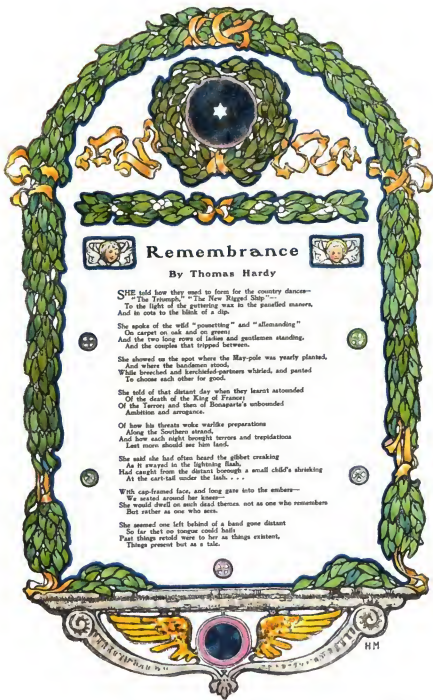 Remembrance
By Thomas Hardy
SHE told how they used to form for the country dances—
"The Triumph," "The New Rigged Ship"—
To the light of the guttering wax in the panelled maners,
And in cots to the blink of a dip.
She spoke of the wild "poussetting" and "allemanding"
On carpet on oak and on green;
And the two long rows of ladies and gentlemen standing,
And the couples that tripped between.
She showed us the spot where the May-pole was yearly planted,
And where the bandsmen stood,
While breeched and kerchiefed-partners whirled, and panted
To choose each other for good.
She told of that distant day when they learnt astounded
Of the death of the King of France;
Of the Terror; and then of Bonaparte's unbounded
Ambition and arrogance.
Of how his threats woke warlike preparations
Along the Southern strand,
And how each night brought terrors and trepidations
Lest morn should see him land.
She said she had often heard the gibbet creaking
As it swayed in the lightning flash,
Had caught from the distant borough a small child's shrieking
At the cart-tail under the lash. . . .
With cap-framed face, and long gaze into the embers—
We seated around her knees—
She would dwell on such dead themes, not as one who remembers
But rather as one who sees.
She seemed one left behind of a band gone distant
So far that no tongue could hail:
Past things retold were to her as things existent,
Things present but as a tale.
HM